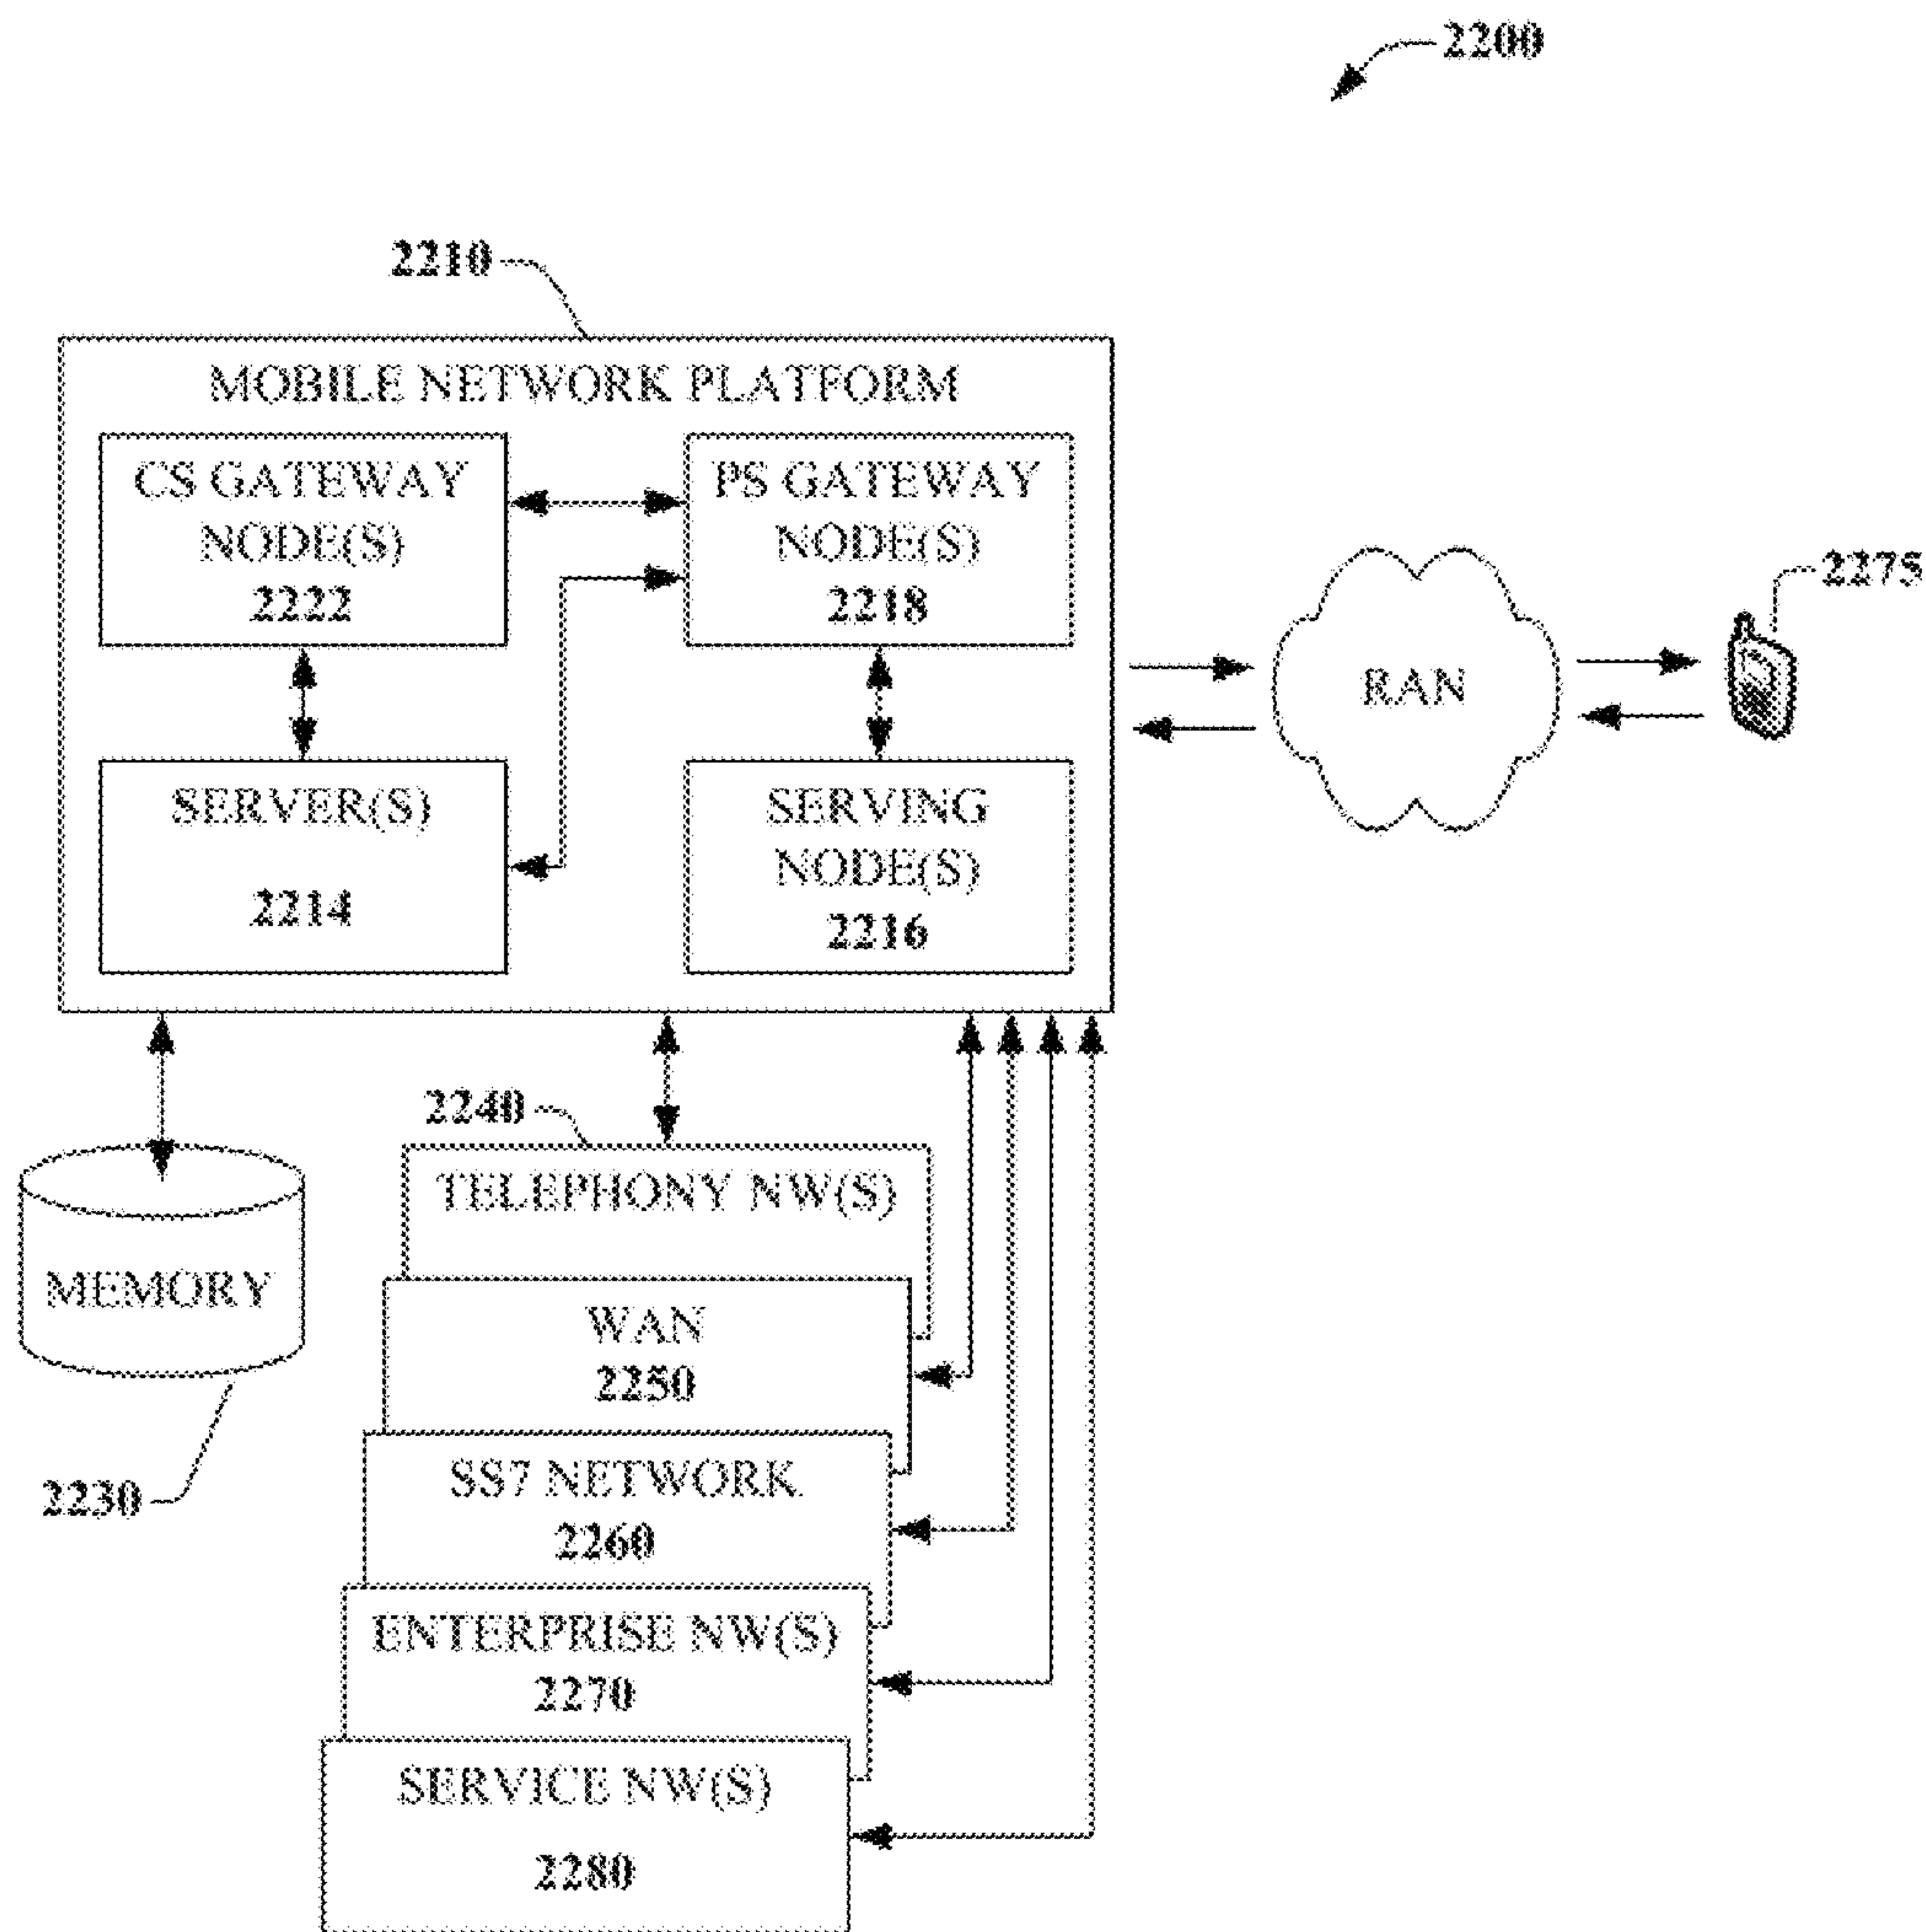 2200
2210
MOBILE NETWORK PLATFORM
CS GATEWAY
NODE(S)
2222
PS GATEWAY
NODE(S)
2218
SERVER(S)
2214
SERVING
NODE(S)
2216
RAN
2275
2240
TELEPHONY NW(S)
MEMORY
2230
WAN
2250
SS7 NETWORK
2260
ENTERPRISE NW(S)
2270
SERVICE NW(S)
2280